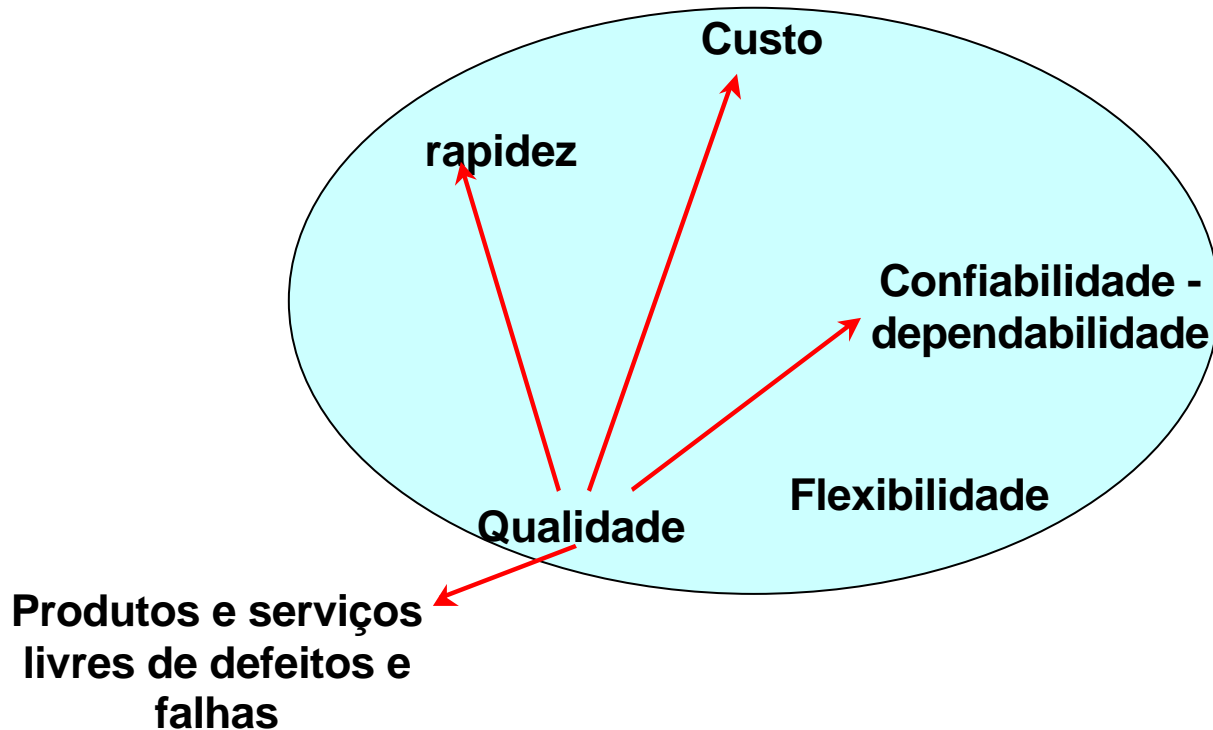 Custo
rapidez
Confiabilidade -
dependabilidade
Flexibilidade
Qualidade
Produtos e serviços
livres de defeitos e
falhas